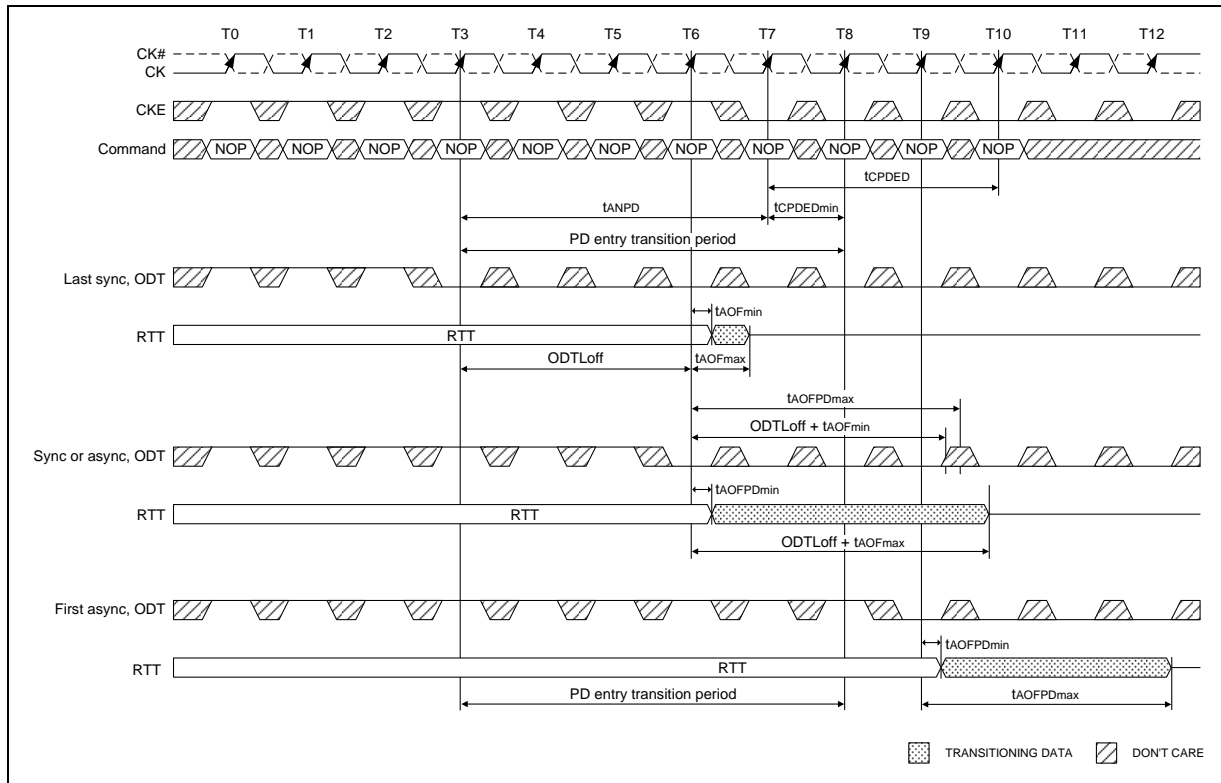 T0 T1 T2 T3 T4 T5 T6 T7 T8 T9 T10 T11 T12
CK#
CK
CKE
Command NOP NOP NOP NOP NOP NOP NOP NOP NOP NOP NOP
tCPDED
tANPD tCPDEDmin
PD entry transition period
Last sync, ODT
tAOFmin
RTT RTT
ODTLoff tAOFmax
tAOFPDmax
ODTLoff + tAOFmin
Sync or async, ODT
tAOFPDmin
RTT RTT
ODTLoff + tAOFmax
First async, ODT
tAOFPDmin
RTT RTT
PD entry transition period tAOFPDmax
TRANSITIONING DATA DON'T CARE